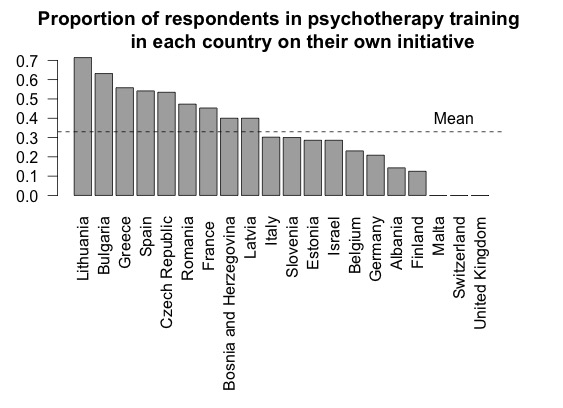 Proportion of respondents in psychotherapy training
in each country on their own initiative
0.7
0.6
0.5
0.4
0.3
0.2
0.1
0.0
Mean
Lithuania
Bulgaria
Greece
Spain
Czech Republic
Romania
France
Bosnia and Herzegovina
Latvia
Italy
Slovenia
Estonia
Israel
Belgium
Germany
Albania
Finland
Malta
Switzerland
United Kingdom